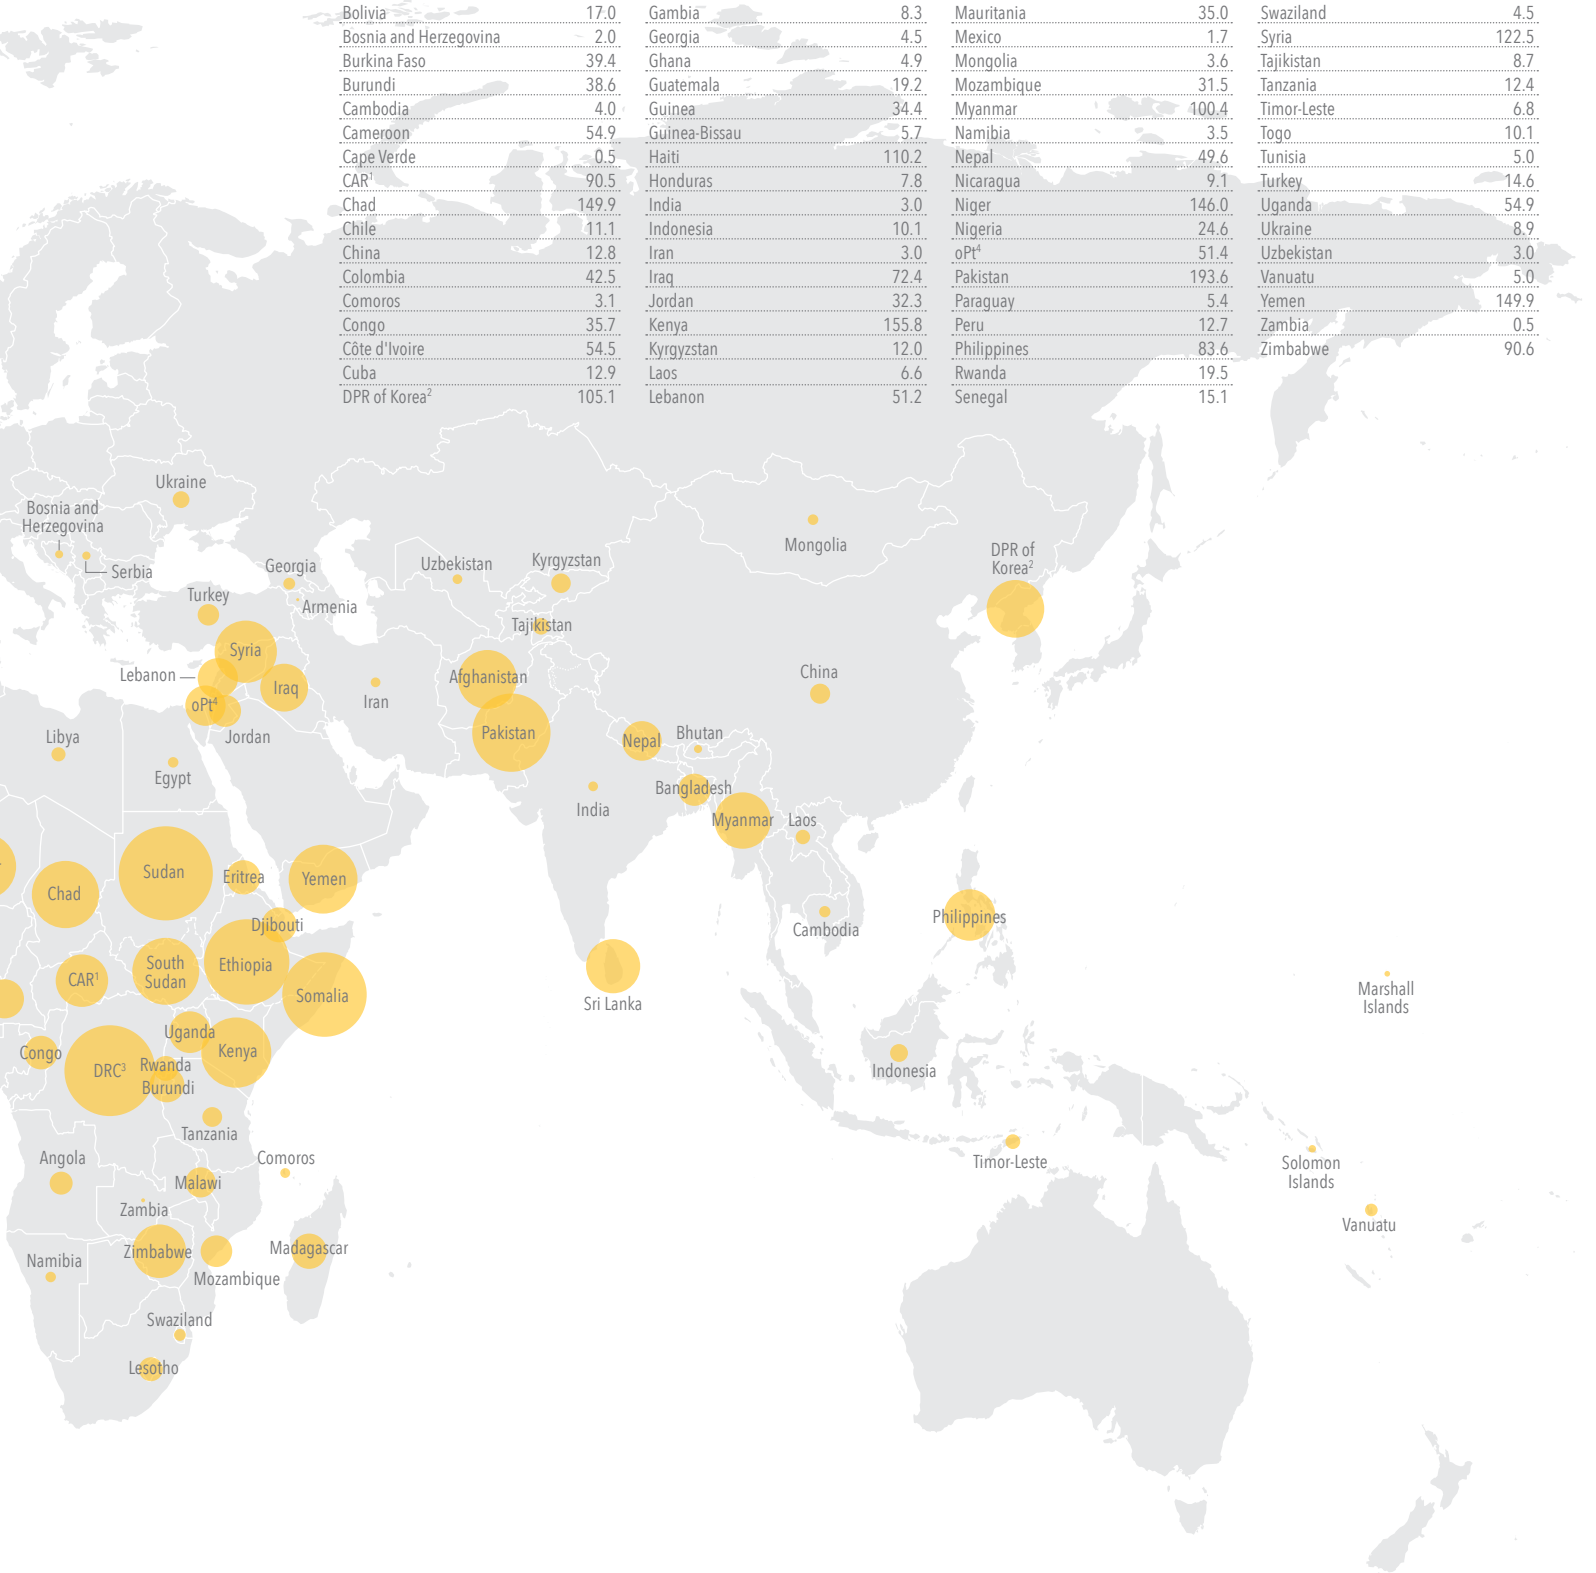 Bolivia 17.0
Bosnia and Herzegovina 2.0
Burkina Faso 39.4
Burundi 38.6
Cambodia 4.0
Cameroon 54.9
Cape Verde 0.5
CAR¹ 90.5
Chad 149.9
Chile 11.1
China 12.8
Colombia 42.5
Comoros 3.1
Congo 35.7
Côte d'Ivoire 54.5
Cuba 12.9
DPR of Korea² 105.1
Gambia 8.3
Georgia 4.5
Ghana 4.9
Guatemala 19.2
Guinea 34.4
Guinea-Bissau 5.7
Haiti 110.2
Honduras 7.8
India 3.0
Indonesia 10.1
Iran 3.0
Iraq 72.4
Jordan 32.3
Kenya 155.8
Kyrgyzstan 12.0
Laos 6.6
Lebanon 51.2
Mauritania 35.0
Mexico 1.7
Mongolia 3.6
Mozambique 31.5
Myanmar 100.4
Namibia 3.5
Nepal 49.6
Nicaragua 9.1
Niger 146.0
Nigeria 24.6
oPt⁴ 51.4
Pakistan 193.6
Paraguay 5.4
Peru 12.7
Philippines 83.6
Rwanda 19.5
Senegal 15.1
Swaziland 4.5
Syria 122.5
Tajikistan 8.7
Tanzania 12.4
Timor-Leste 6.8
Togo 10.1
Tunisia 5.0
Turkey 14.6
Uganda 54.9
Ukraine 8.9
Uzbekistan 3.0
Vanuatu 5.0
Yemen 149.9
Zambia 0.5
Zimbabwe 90.6
Ukraine
Bosnia and
Herzegovina
Serbia
Georgia
Armenia
Turkey
Uzbekistan
Kyrgyzstan
Tajikistan
Mongolia
DPR of
Korea²
Syria
Lebanon
Iraq
oPt⁴
Jordan
Iran
Afghanistan
Pakistan
China
Nepal
Bhutan
Bangladesh
India
Myanmar
Laos
Libya
Egypt
Chad
Sudan
Eritrea
Yemen
Djibouti
Cambodia
Philippines
CAR¹
South
Sudan
Ethiopia
Somalia
Sri Lanka
Marshall
Islands
Uganda
Kenya
Congo
DRC³
Rwanda
Burundi
Indonesia
Tanzania
Angola
Comoros
Malawi
Zambia
Timor-Leste
Solomon
Islands
Vanuatu
Zimbabwe
Madagascar
Namibia
Mozambique
Swaziland
Lesotho